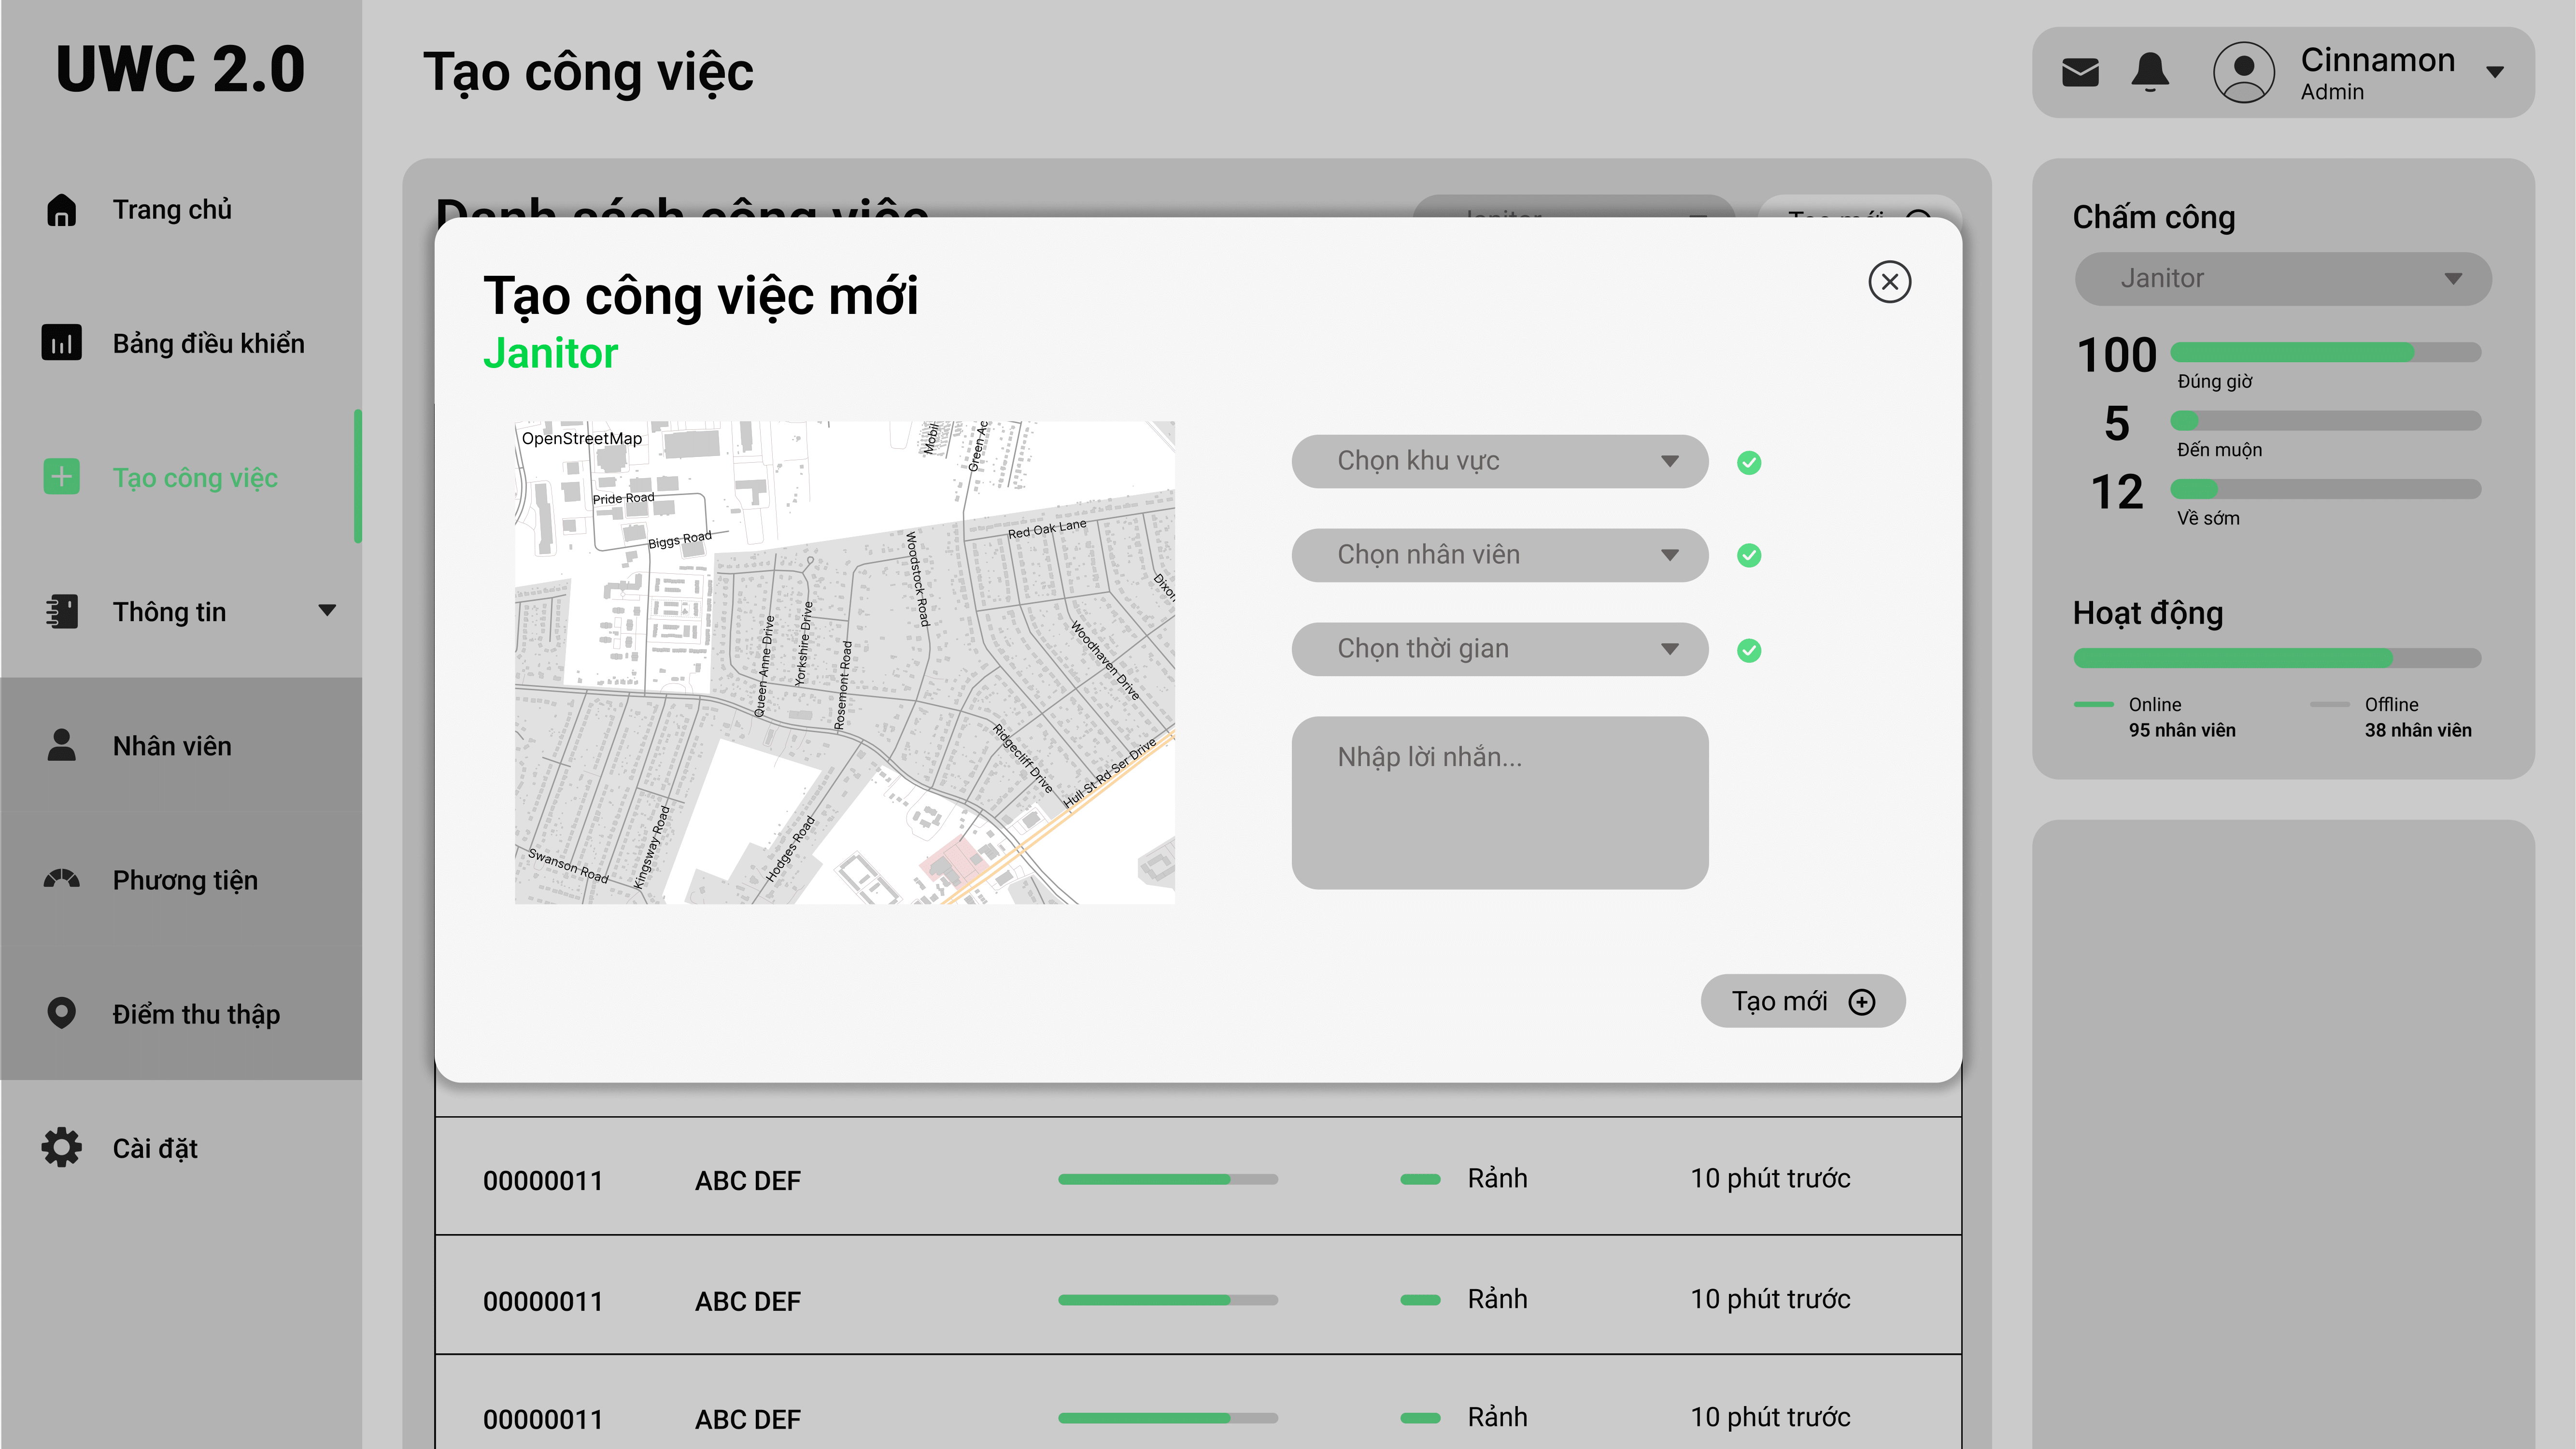 UWC 2.0
Trang chủ
Bảng điều khiển
Tạo công việc
Thông tin
Nhân viên
Phương tiện
Điểm thu thập
Cài đặt
Tạo công việc
Cinnamon
Admin
Danh sách công việc
Janitor
Tạo mới
Tạo công việc mới
Janitor
OpenStreetMap
Mobil
Green Ac
Pride Road
Biggs Road
Woodstock Road
Red Oak Lane
Dixon
Queen Anne Drive
Yorkshire Drive
Rosemont Road
Woodhaven Drive
Ridgecliff Drive
Hull St Rd Ser Drive
Swanson Road
Kingsway Road
Hodges Road
Chọn khu vực
Chọn nhân viên
Chọn thời gian
Nhập lời nhắn...
Tạo mới
00000011 ABC DEF Rảnh 10 phút trước
00000011 ABC DEF Rảnh 10 phút trước
00000011 ABC DEF Rảnh 10 phút trước
Chấm công
Janitor
100
Đúng giờ
5
Đến muộn
12
Về sớm
Hoạt động
Online
95 nhân viên
Offline
38 nhân viên